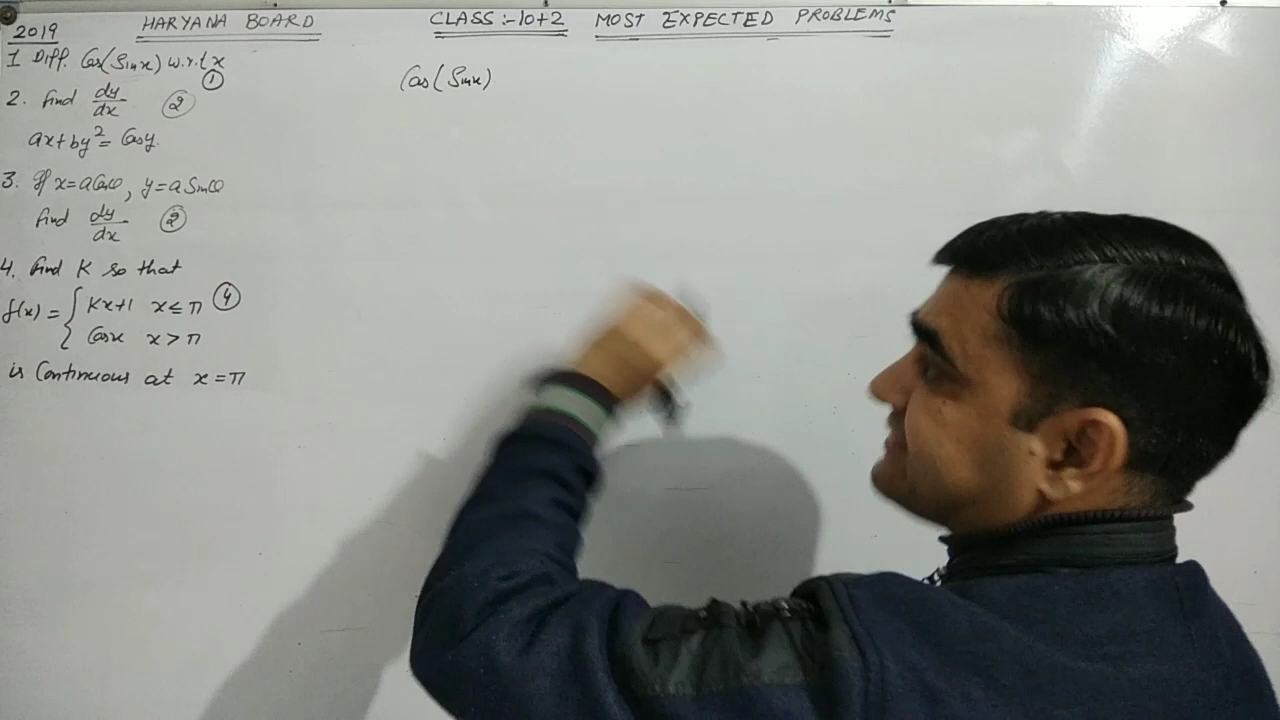 HARYANA BOARD CLASS :- 10+2 MOST EXPECTED PROBLEMS
2019
1 Diff. Cos(Sinx) w.r.t x ①
2. Find dy/dx ②
ax+by²= Cosy.
3. If x=aCosθ, y=aSinθ
find dy/dx ②
4. Find K so that
f(x) = { Kx+1 x≤π ④
Cosx x>π
is Continuous at x=π
Cos(Sinx)